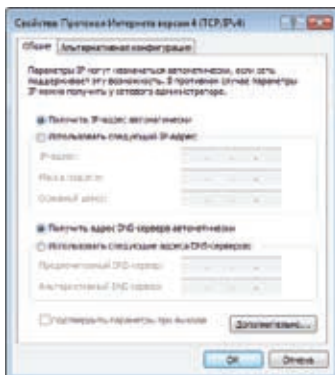 Свойства: Протокол Интернета версии 4 (TCP/IPv4)
Общие
Альтернативная конфигурация
Параметры IP могут назначаться автоматически, если сеть
поддерживает эту возможность. В противном случае параметры
IP можно получить у сетевого администратора.
Получить IP-адрес автоматически
Использовать следующий IP-адрес:
IP-адрес:
Маска подсети:
Основной шлюз:
Получить адрес DNS-сервера автоматически
Использовать следующие адреса DNS-серверов:
Предпочитаемый DNS-сервер:
Альтернативный DNS-сервер:
Подтвердить параметры при выходе
Дополнительно...
OK
Отмена